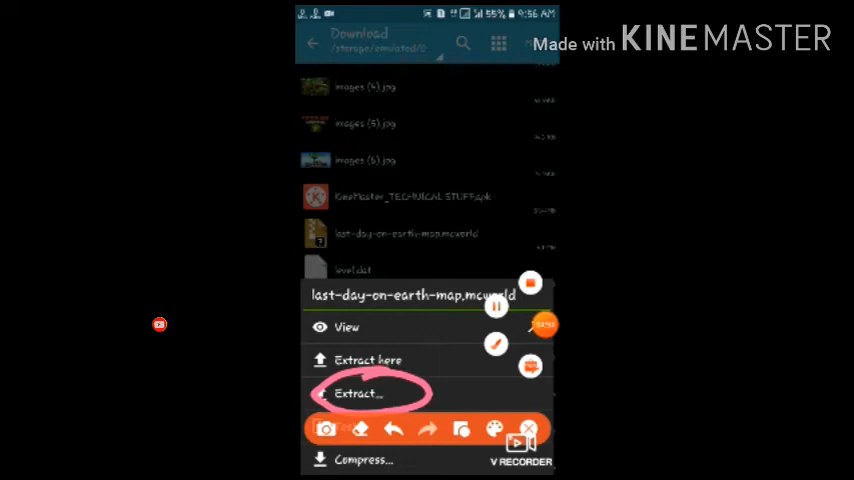 55% 9:56 AM
Download
/storage/emulated/0
Made with KINEMASTER
images (4).jpg
images (5).jpg
images (6).jpg
KineMaster_TECHNICAL STUFF.apk
last-day-on-earth-map.mcworld
level.dat
last-day-on-earth-map.mcworld
View
Extract here
Extract...
V RECORDER
Compress...